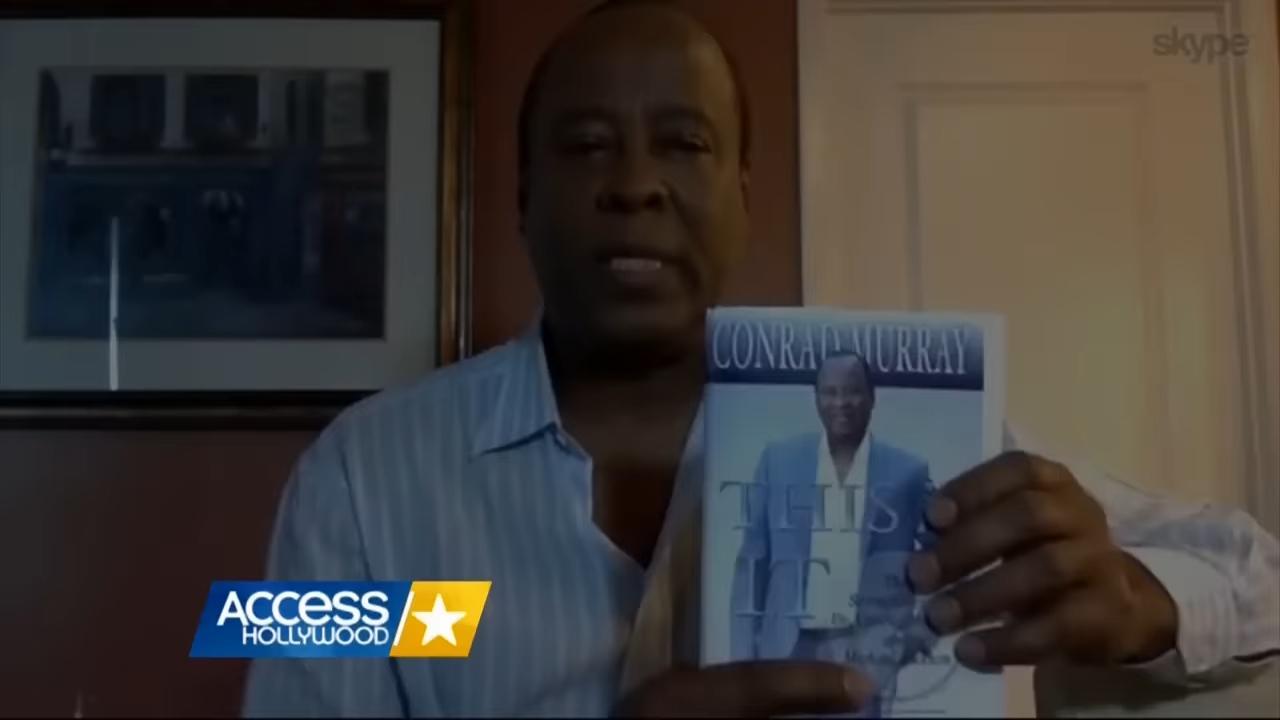 skype
CONRAD MURRAY
THIS
IT
ACCESS
HOLLYWOOD